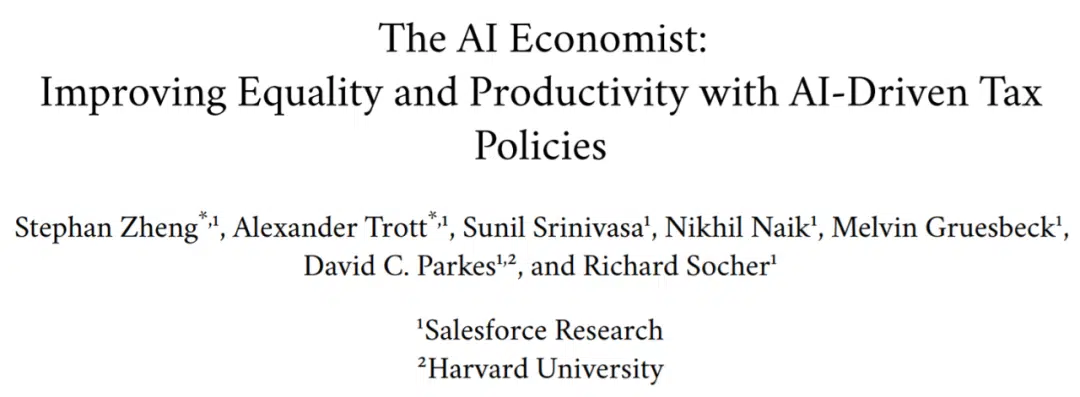 The AI Economist:
Improving Equality and Productivity with AI-Driven Tax
Policies
Stephan Zheng*,¹, Alexander Trott*,¹, Sunil Srinivasa¹, Nikhil Naik¹, Melvin Gruesbeck¹,
David C. Parkes¹,², and Richard Socher¹
¹Salesforce Research
²Harvard University